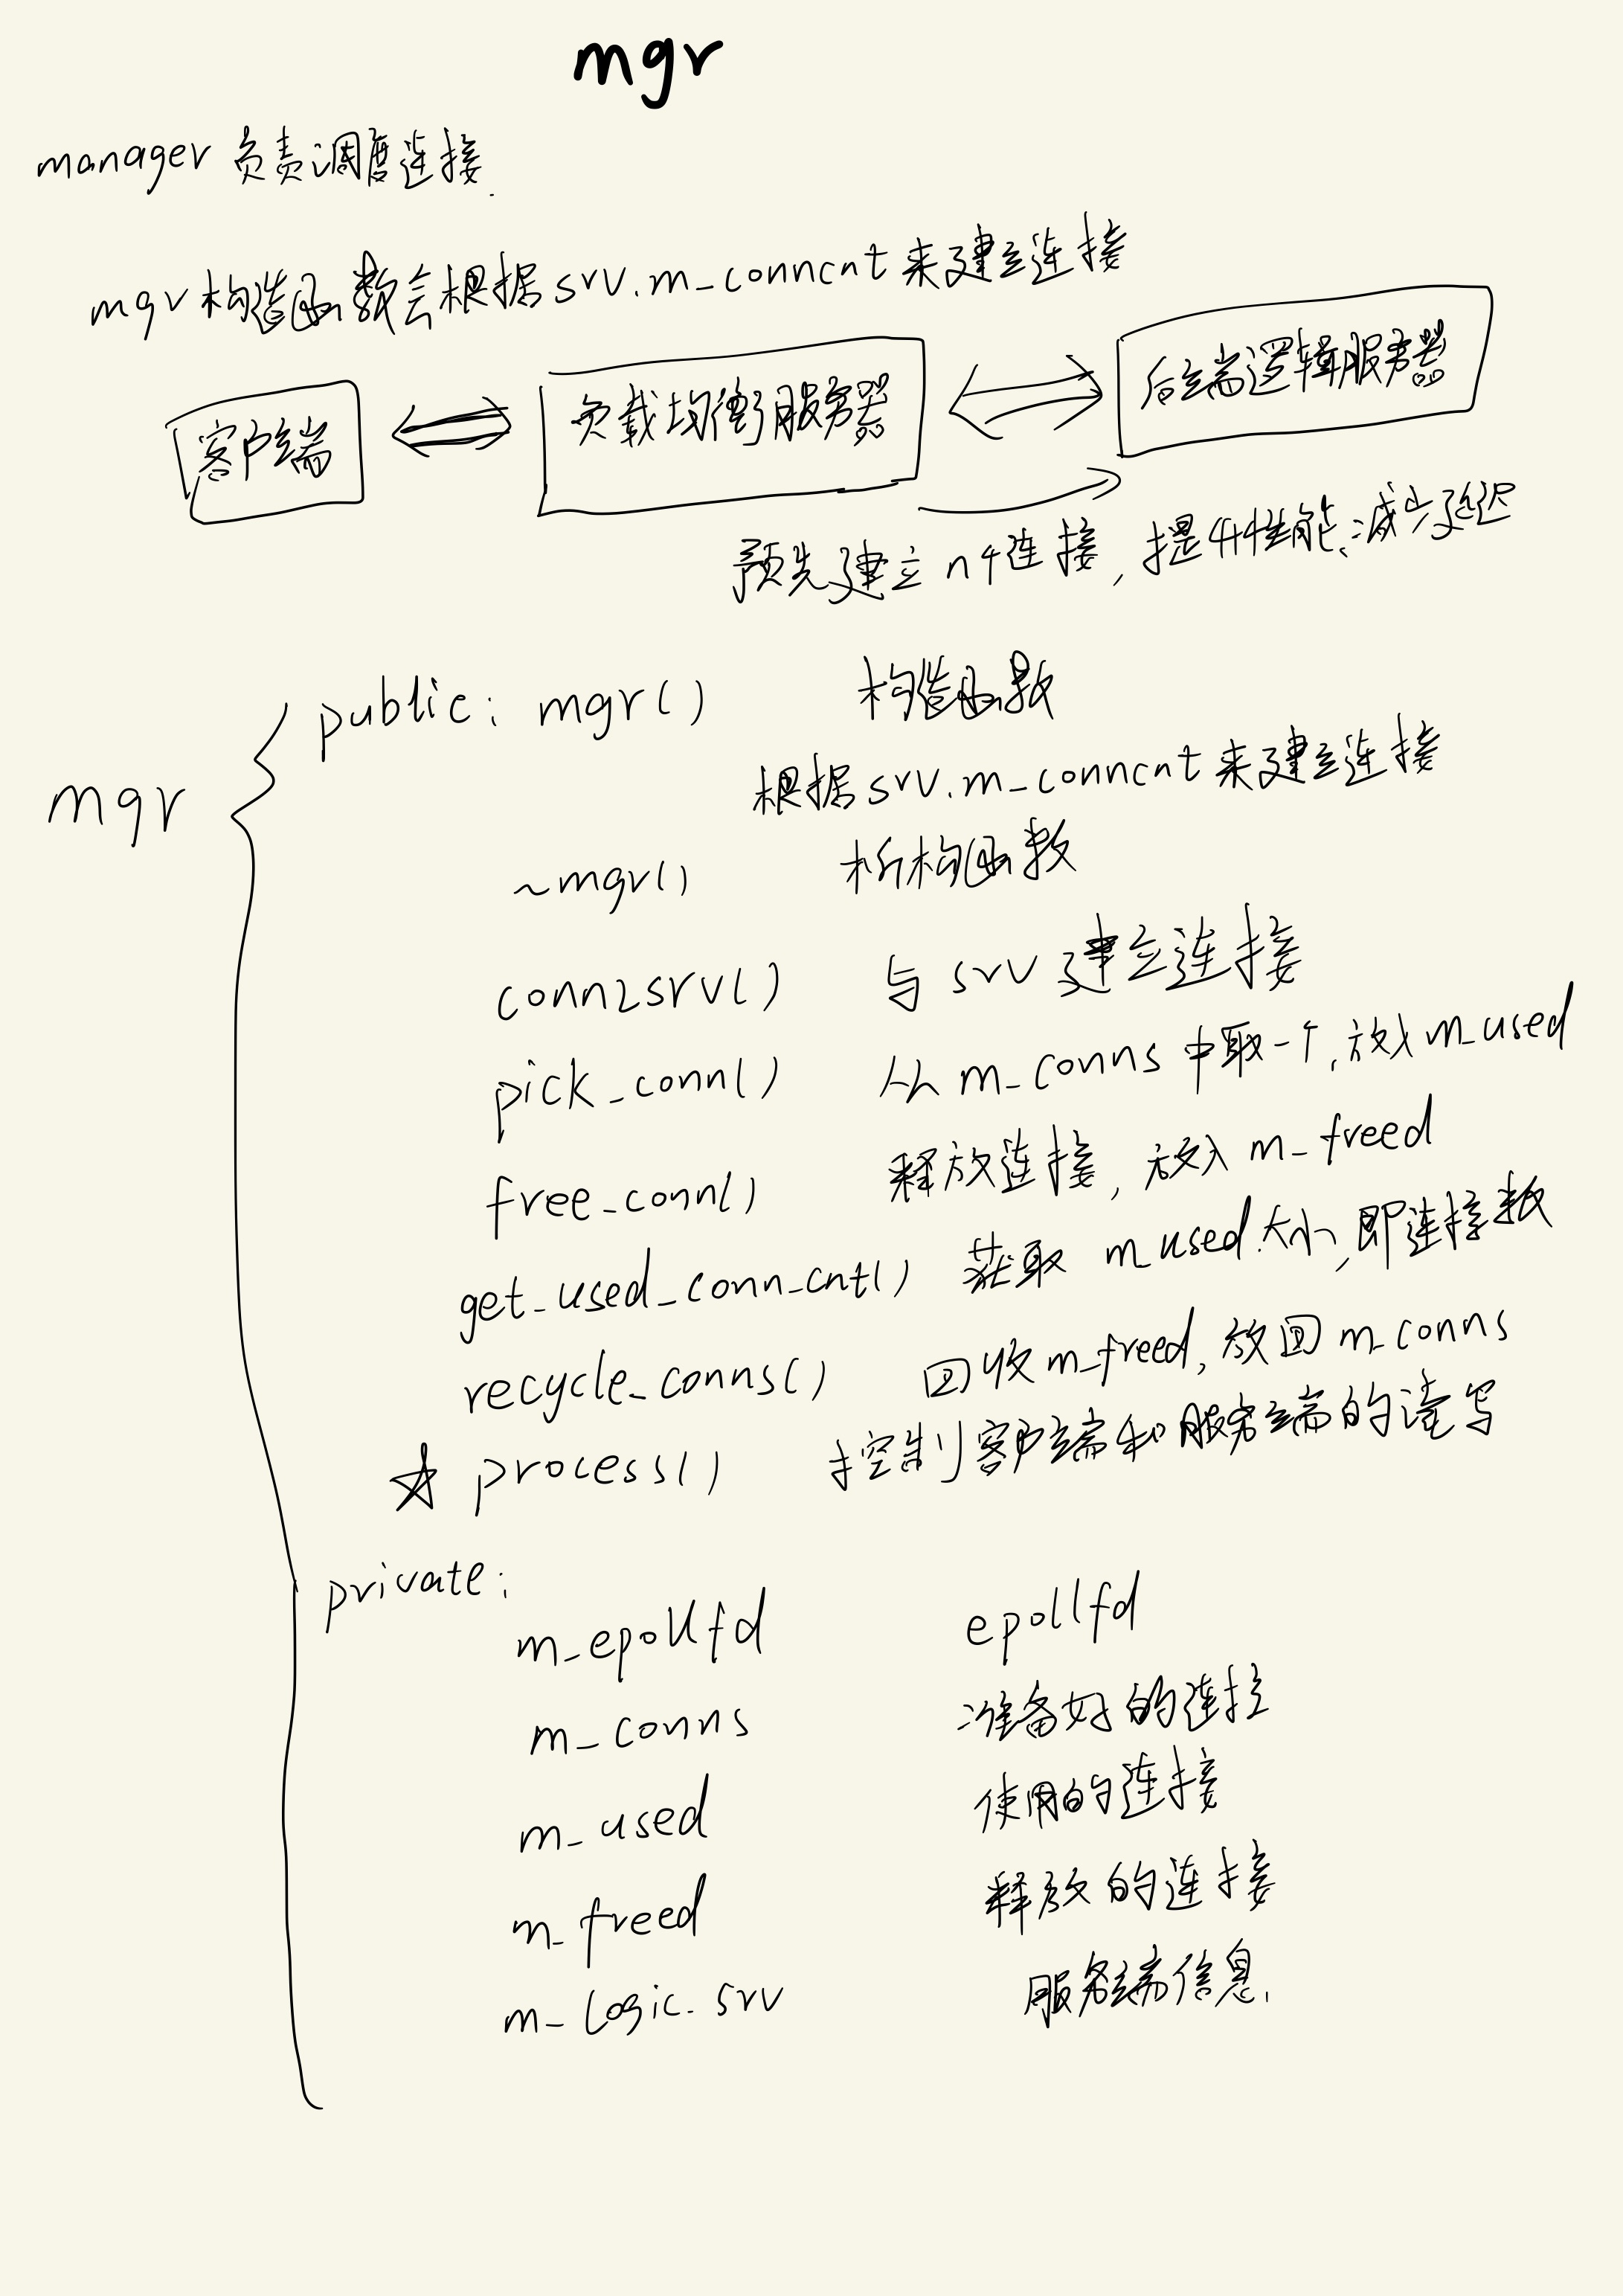 mgr
manager 负责调度连接.
mgr构造函数会根据srv.m_conncnt来建立连接
客户端 负载均衡服务器 后端逻辑服务器
预先建立n个连接,提升性能、减少延迟
mgr
public: mgr() 构造函数
根据srv.m_conncnt来建立连接
~mgr() 析构函数
conn2srv() 与srv建立连接
pick_conn() 从m_conns中取一个,放入m_used
free_conn() 释放连接,放入m_freed
get_used_conn_cnt() 获取 m_used大小,即连接数
recycle_conns() 回收m_freed,放回m_conns
☆ process() 控制客户端和服务端的读写
private:
m_epollfd epollfd
m_conns 准备好的连接
m_used 使用的连接
m_freed 释放的连接
m_logic_srv 服务端信息.